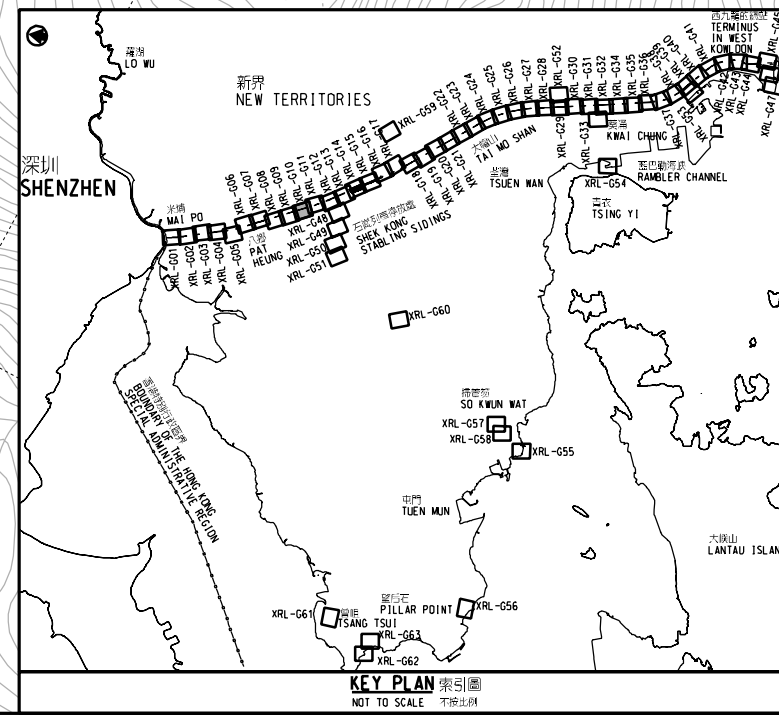 羅湖
LO WU
新界
NEW TERRITORIES
深圳
SHENZHEN
米埔
MAI PO
八鄉
PAT
HEUNG
石崗列車停放處
SHEK KONG
STABLING SIDINGS
大帽山
TAI MO SHAN
荃灣
TSUEN WAN
葵涌
KWAI CHUNG
藍巴勒海峽
RAMBLER CHANNEL
青衣
TSING YI
TERMINUS
IN WEST
KOWLOON
XRL-G01
XRL-G02
XRL-G03
XRL-G04
XRL-G05
XRL-G06
XRL-G07
XRL-G08
XRL-G09
XRL-G10
XRL-G11
XRL-G12
XRL-G13
XRL-G14
XRL-G15
XRL-G16
XRL-G17
XRL-G18
XRL-G19
XRL-G20
XRL-G21
XRL-G22
XRL-G23
XRL-G24
XRL-G25
XRL-G26
XRL-G27
XRL-G28
XRL-G29
XRL-G30
XRL-G31
XRL-G32
XRL-G33
XRL-G34
XRL-G35
XRL-G36
XRL-G39
XRL-G40
XRL-G41
XRL-G42
XRL-G43
XRL-G44
XRL-G47
XRL-G48
XRL-G49
XRL-G50
XRL-G51
XRL-G52
XRL-G54
XRL-G59
XRL-G60
掃管笏
SO KWUN WAT
XRL-G57
XRL-G58
XRL-G55
屯門
TUEN MUN
香港特別行政區界
BOUNDARY OF THE HONG KONG
SPECIAL ADMINISTRATIVE REGION
大嶼山
LANTAU ISLAN
望后石
PILLAR POINT
XRL-G56
XRL-G61
曾咀
TSANG TSUI
XRL-G63
XRL-G62
KEY PLAN 索引圖
NOT TO SCALE 不按比例